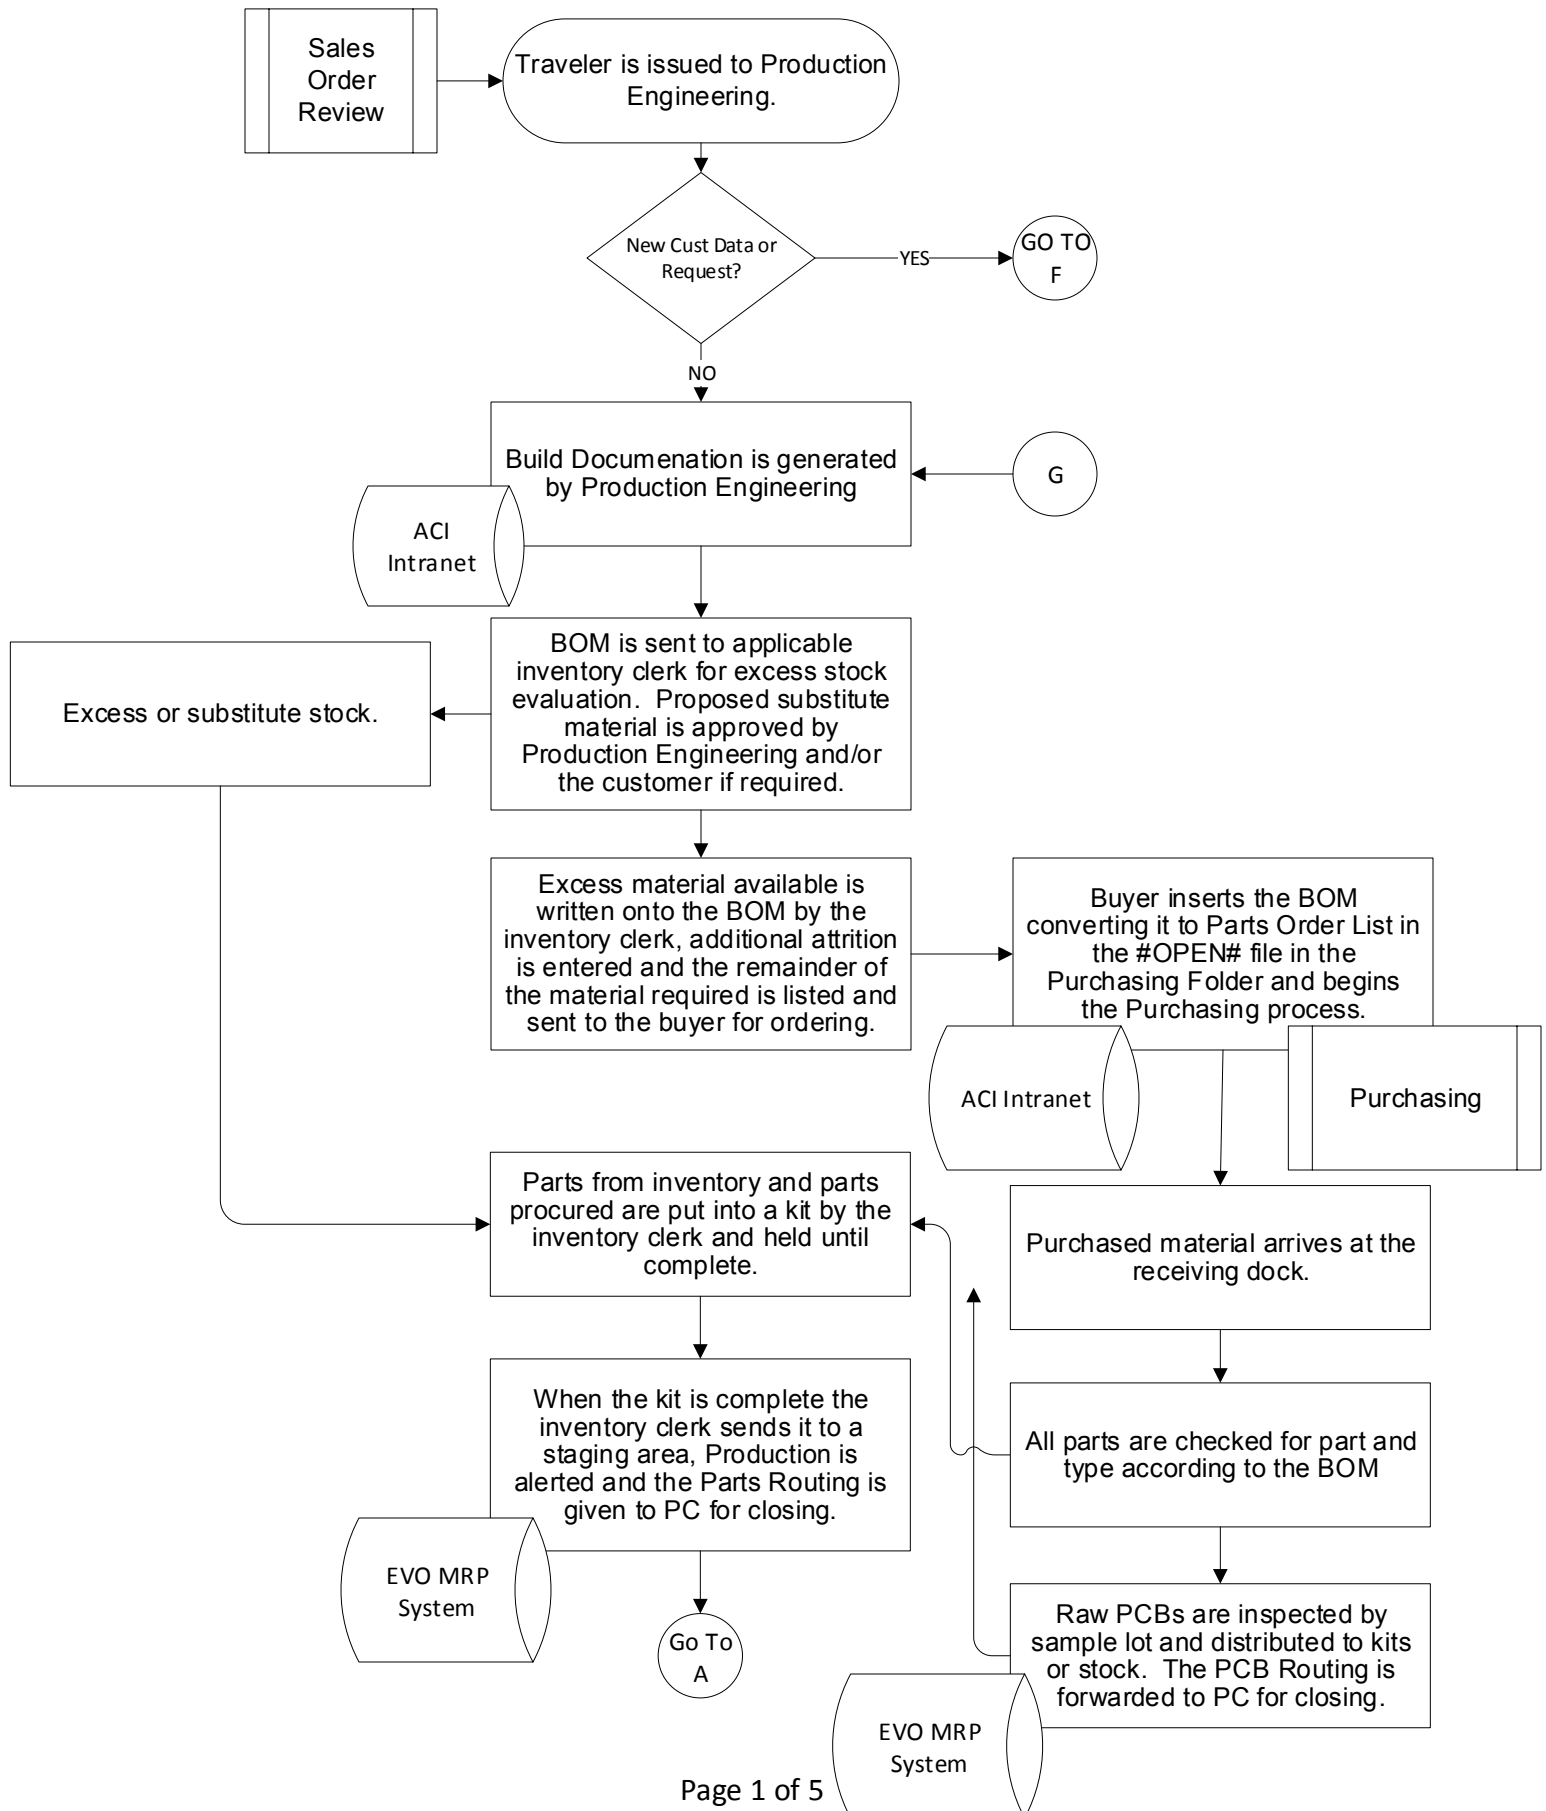 Sales
Order
Review
Traveler is issued to Production
Engineering.
New Cust Data or
Request?
YES
GO TO
F
NO
Build Documenation is generated
by Production Engineering
G
ACI
Intranet
BOM is sent to applicable
inventory clerk for excess stock
evaluation.  Proposed substitute
material is approved by
Production Engineering and/or
the customer if required.
Excess or substitute stock.
Excess material available is
written onto the BOM by the
inventory clerk, additional attrition
is entered and the remainder of
the material required is listed and
sent to the buyer for ordering.
Buyer inserts the BOM
converting it to Parts Order List in
the #OPEN# file in the
Purchasing Folder and begins
the Purchasing process.
ACI Intranet
Purchasing
Parts from inventory and parts
procured are put into a kit by the
inventory clerk and held until
complete.
Purchased material arrives at the
receiving dock.
When the kit is complete the
inventory clerk sends it to a
staging area, Production is
alerted and the Parts Routing is
given to PC for closing.
All parts are checked for part and
type according to the BOM
EVO MRP
System
Go To
A
Raw PCBs are inspected by
sample lot and distributed to kits
or stock.  The PCB Routing is
forwarded to PC for closing.
EVO MRP
System
Page 1 of 5